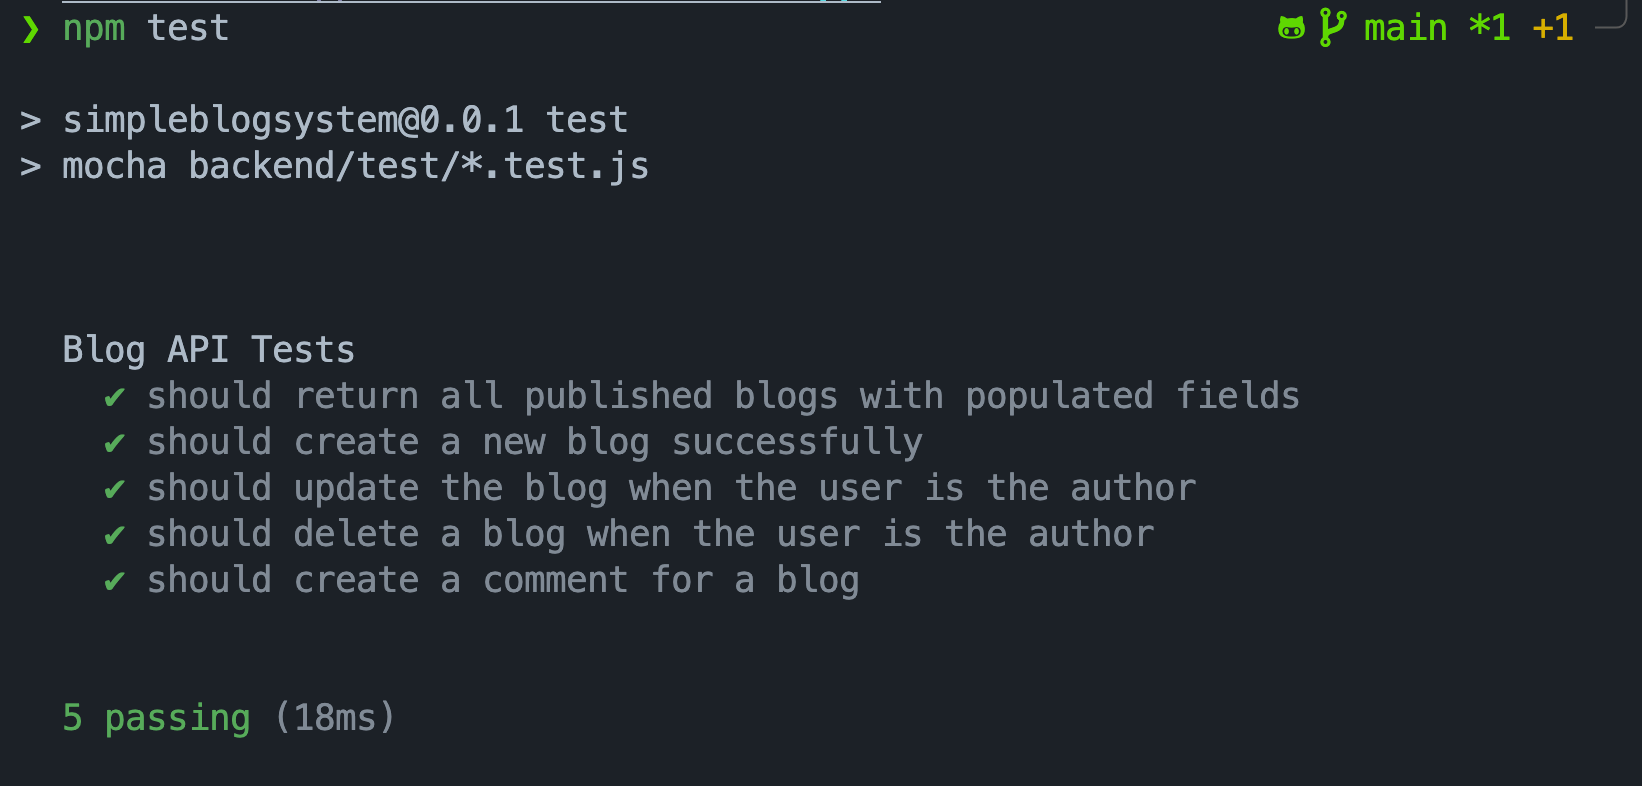 ❯ npm test main *1 +1
> simpleblogsystem@0.0.1 test
> mocha backend/test/*.test.js
Blog API Tests
✔ should return all published blogs with populated fields
✔ should create a new blog successfully
✔ should update the blog when the user is the author
✔ should delete a blog when the user is the author
✔ should create a comment for a blog
5 passing (18ms)